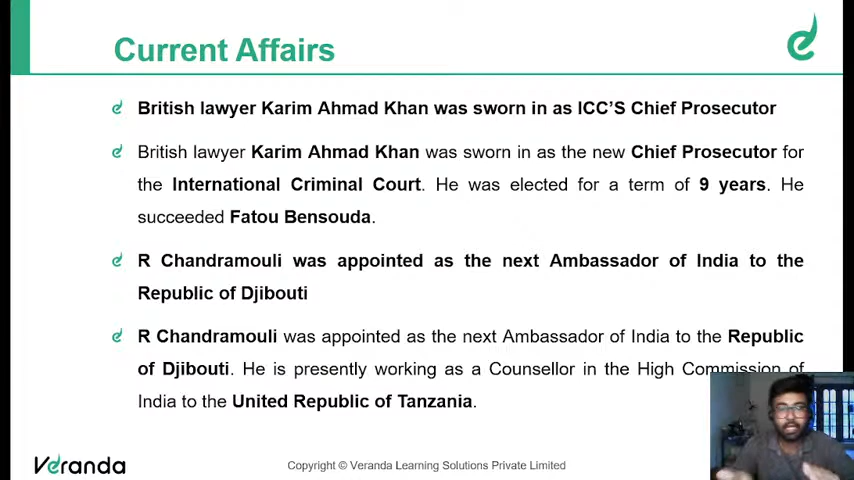 Current Affairs
British lawyer Karim Ahmad Khan was sworn in as ICC'S Chief Prosecutor
British lawyer Karim Ahmad Khan was sworn in as the new Chief Prosecutor for
the International Criminal Court. He was elected for a term of 9 years. He
succeeded Fatou Bensouda.
R Chandramouli was appointed as the next Ambassador of India to the
Republic of Djibouti
R Chandramouli was appointed as the next Ambassador of India to the Republic
of Djibouti. He is presently working as a Counsellor in the High Commission of
India to the United Republic of Tanzania.
Veranda
Copyright © Veranda Learning Solutions Private Limited